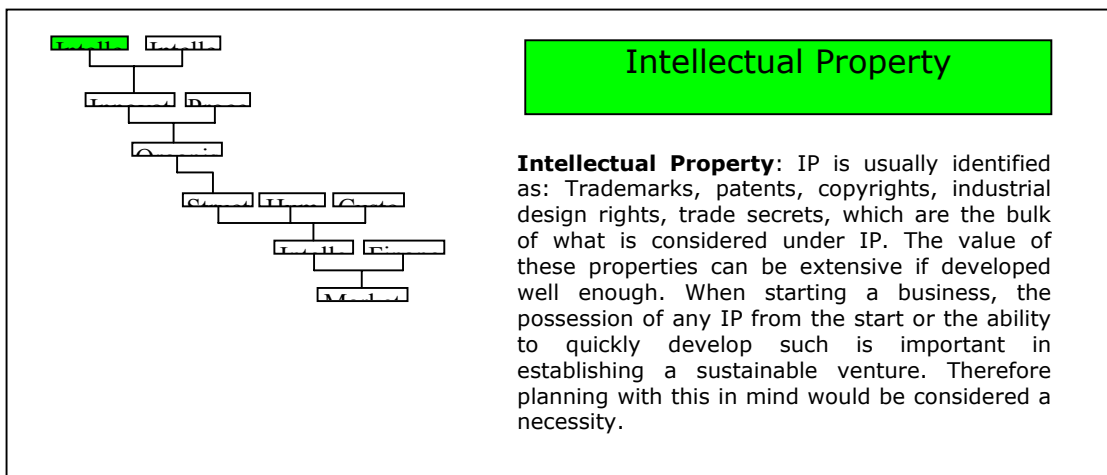 Intellectual Property
Intellectual Property: IP is usually identified
as: Trademarks, patents, copyrights, industrial
design rights, trade secrets, which are the bulk
of what is considered under IP. The value of
these properties can be extensive if developed
well enough. When starting a business, the
possession of any IP from the start or the ability
to quickly develop such is important in
establishing a sustainable venture. Therefore
planning with this in mind would be considered a
necessity.